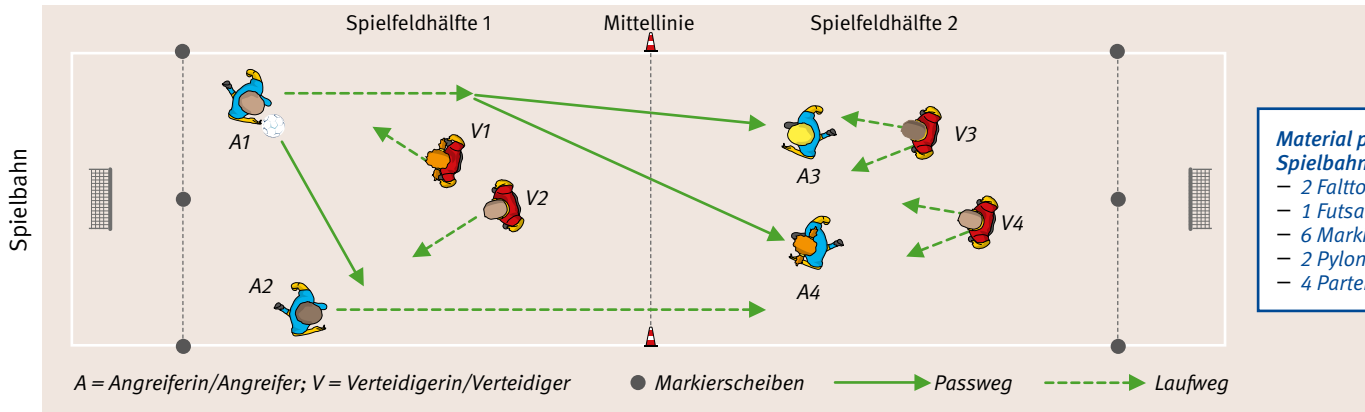 Spielfeldhälfte 1 Mittellinie Spielfeldhälfte 2
Spielbahn
A1
V1
V2
A2
A3
V3
A4
V4
Material p
Spielbahn
– 2 Faltto
– 1 Futsa
– 6 Marki
– 2 Pylon
– 4 Parte
A = Angreiferin/Angreifer; V = Verteidigerin/Verteidiger Markierscheiben Passweg Laufweg